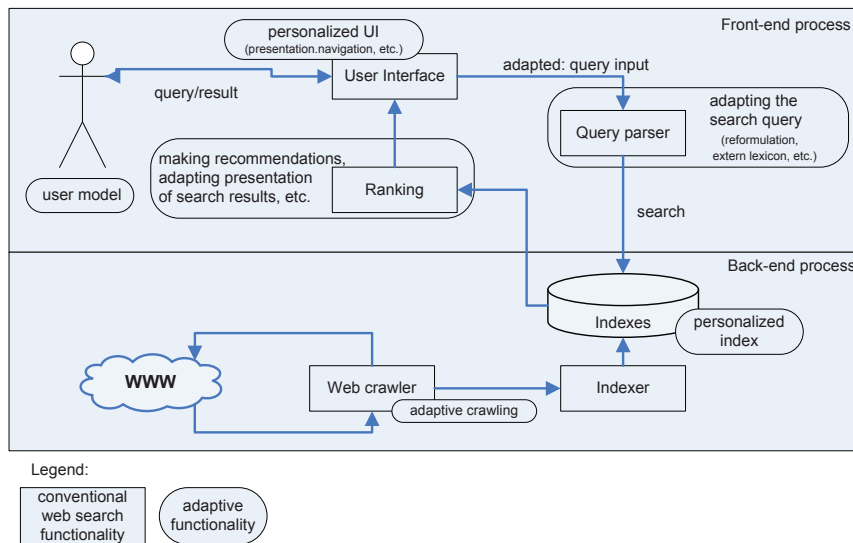 Front-end process
personalized UI
(presentation.navigation, etc.)
User Interface
adapted: query input
query/result
adapting the
search query
(reformulation,
extern lexicon, etc.)
Query parser
making recommendations,
adapting presentation
of search results, etc.
Ranking
user model
search
Back-end process
Indexes
personalized
index
WWW
Web crawler
adaptive crawling
Indexer
Legend:
conventional
web search
functionality
adaptive
functionality